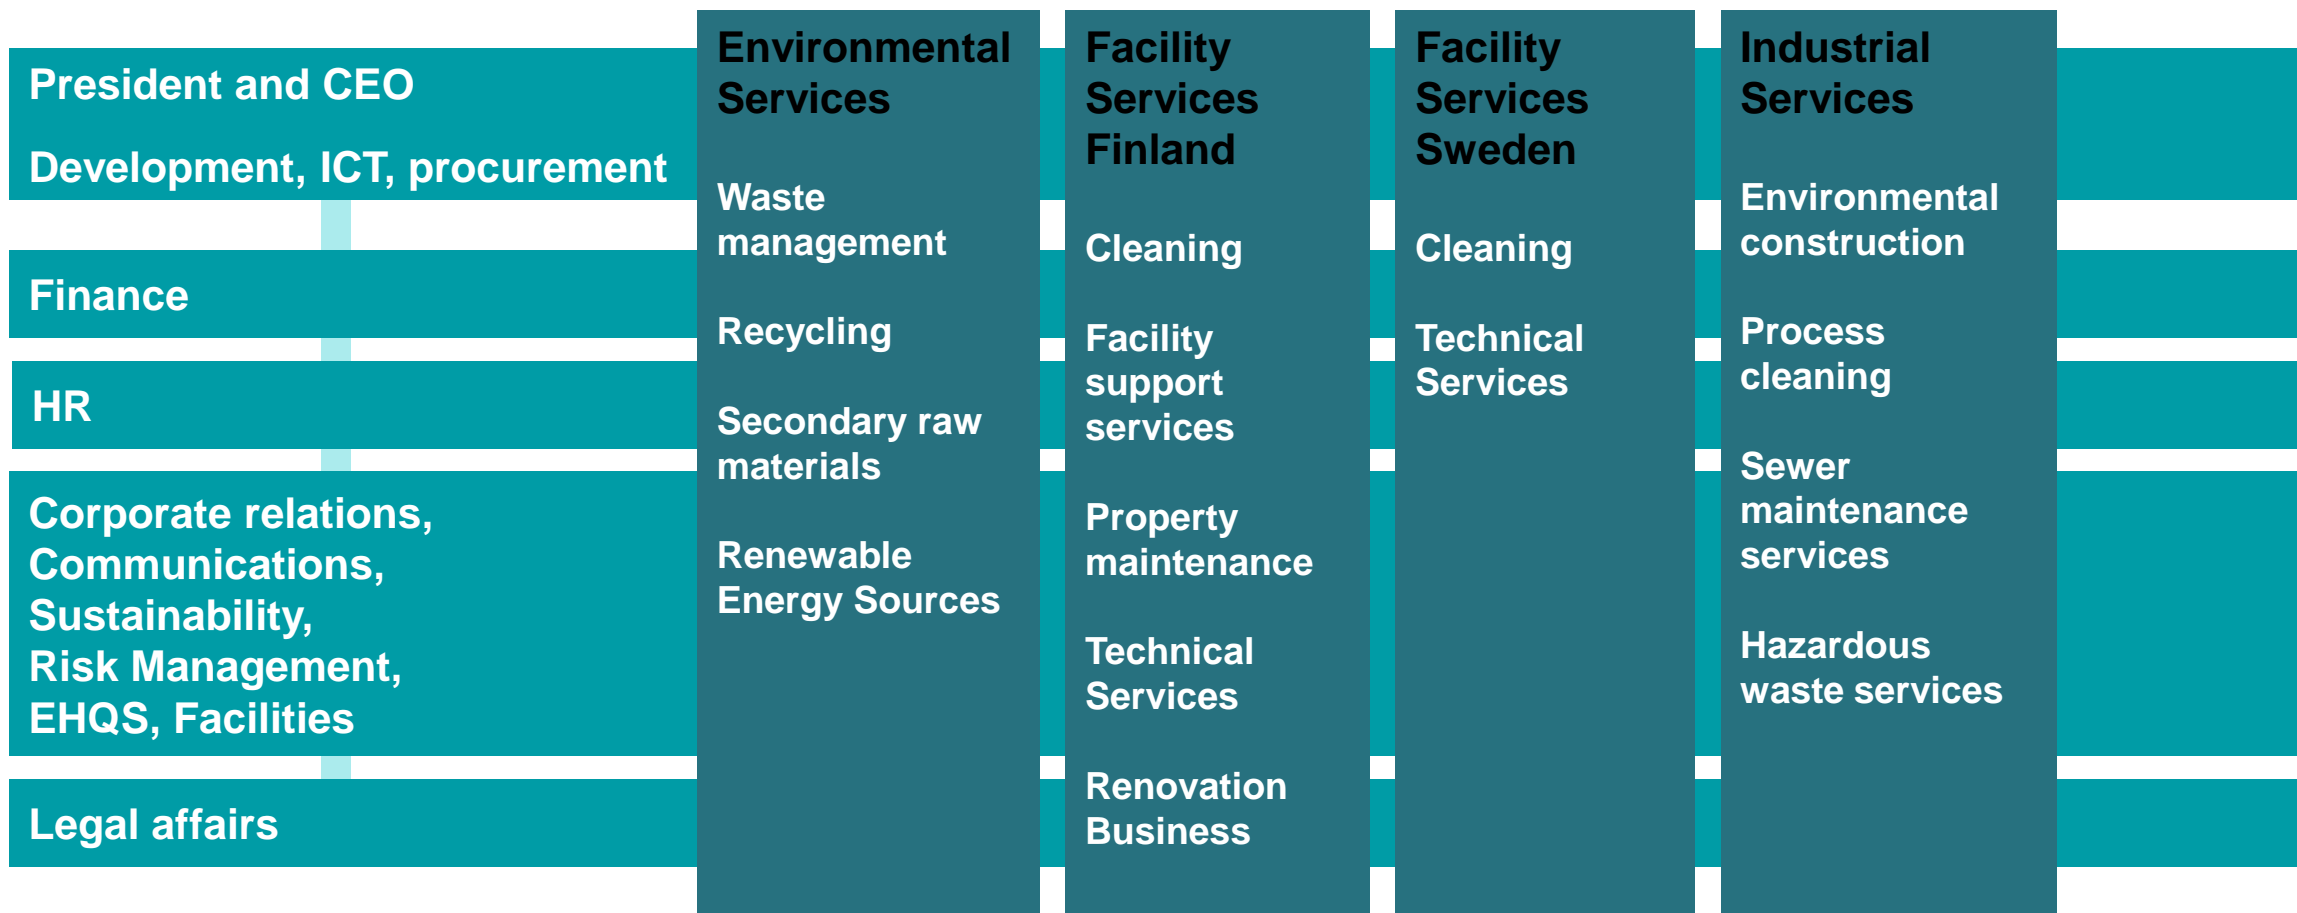 President and CEO
Development, ICT, procurement
Finance
HR
Corporate relations,
Communications,
Sustainability,
Risk Management,
EHQS, Facilities
Legal affairs
Environmental
Services
Waste
management
Recycling
Secondary raw
materials
Renewable
Energy Sources
Facility
Services
Finland
Cleaning
Facility
support
services
Property
maintenance
Technical
Services
Renovation
Business
Facility
Services
Sweden
Cleaning
Technical
Services
Industrial
Services
Environmental
construction
Process
cleaning
Sewer
maintenance
services
Hazardous
waste services